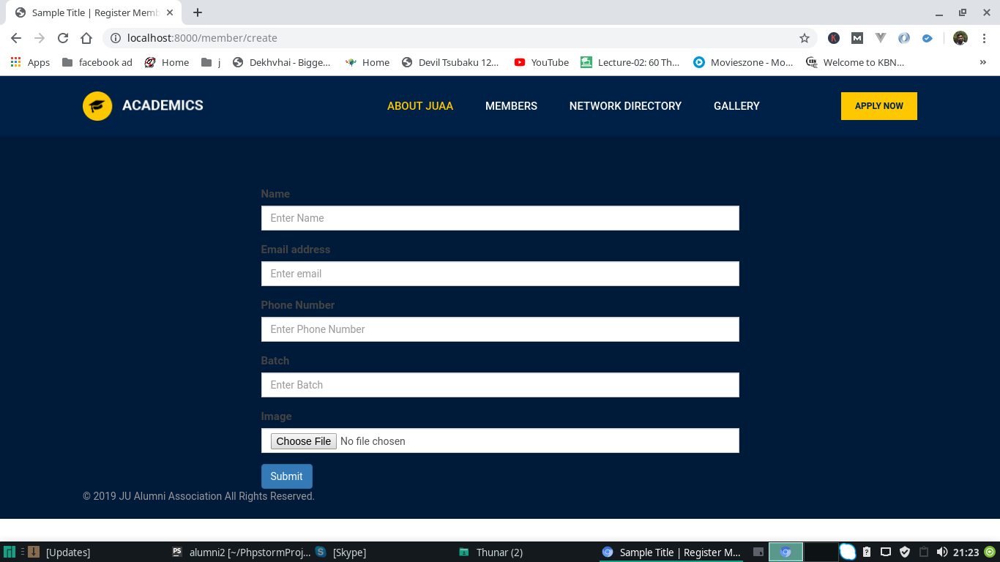 Sample Title | Register Memb
localhost:8000/member/create
Apps facebook ad Home j Dekhvhai - Bigge... Home Devil Tsubaku 12... YouTube Lecture-02: 60 Th... Movieszone - Mo... Welcome to KBN... »
ACADEMICS ABOUT JUAA MEMBERS NETWORK DIRECTORY GALLERY APPLY NOW
Name
Enter Name
Email address
Enter email
Phone Number
Enter Phone Number
Batch
Enter Batch
Image
Choose File No file chosen
Submit
© 2019 JU Alumni Association All Rights Reserved.
[Updates] PS alumni2 [~/PhpstormProj... [Skype] Thunar (2) Sample Title | Register M... 21:23